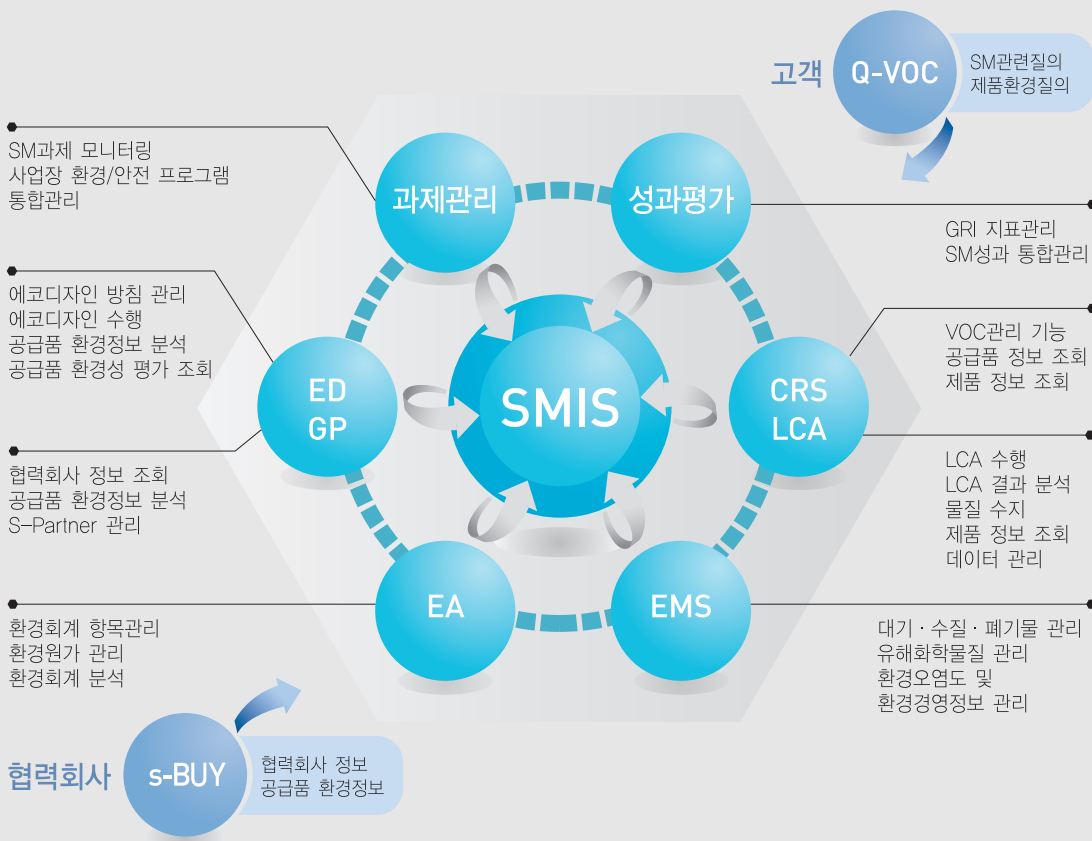 고객
Q-VOC
SM관련질의
제품환경질의
SM과제 모니터링
사업장 환경/안전 프로그램
통합관리
과제관리
성과평가
GRI 지표관리
SM성과 통합관리
에코디자인 방침 관리
에코디자인 수행
공급품 환경정보 분석
공급품 환경성 평가 조회
ED
GP
SMIS
CRS
LCA
VOC관리 기능
공급품 정보 조회
제품 정보 조회
협력회사 정보 조회
공급품 환경정보 분석
S-Partner 관리
LCA 수행
LCA 결과 분석
물질 수지
제품 정보 조회
데이터 관리
EA
EMS
환경회계 항목관리
환경원가 관리
환경회계 분석
대기 · 수질 · 폐기물 관리
유해화학물질 관리
환경오염도 및
환경경영정보 관리
협력회사
s-BUY
협력회사 정보
공급품 환경정보